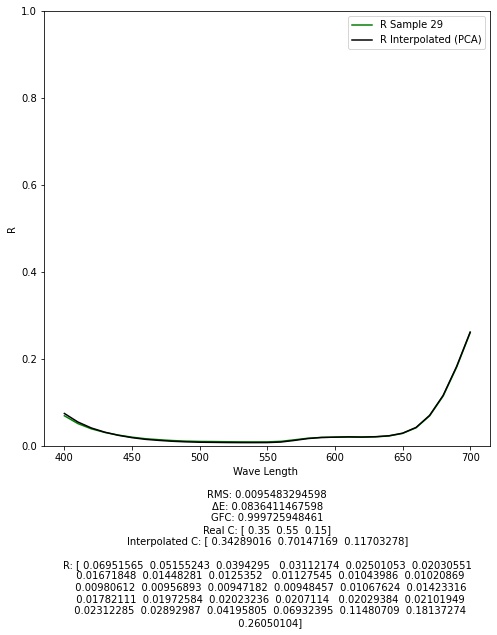 R Sample 29
R Interpolated (PCA)
1.0
0.8
0.6
0.4
0.2
0.0
R
400 450 500 550 600 650 700
Wave Length
RMS: 0.0095483294598
ΔE: 0.0836411467598
GFC: 0.999725948461
Real C: [ 0.35 0.55 0.15]
Interpolated C: [ 0.34289016 0.70147169 0.11703278]
R: [ 0.06951565 0.05155243 0.0394295 0.03112174 0.02501053 0.02030551
0.01671848 0.01448281 0.0125352 0.01127545 0.01043986 0.01020869
0.00980612 0.00956893 0.00947182 0.00948457 0.01067624 0.01423316
0.01782111 0.01972584 0.02023236 0.0207114 0.02029384 0.02101949
0.02312285 0.02892987 0.04195805 0.06932395 0.11480709 0.18137274
0.26050104]